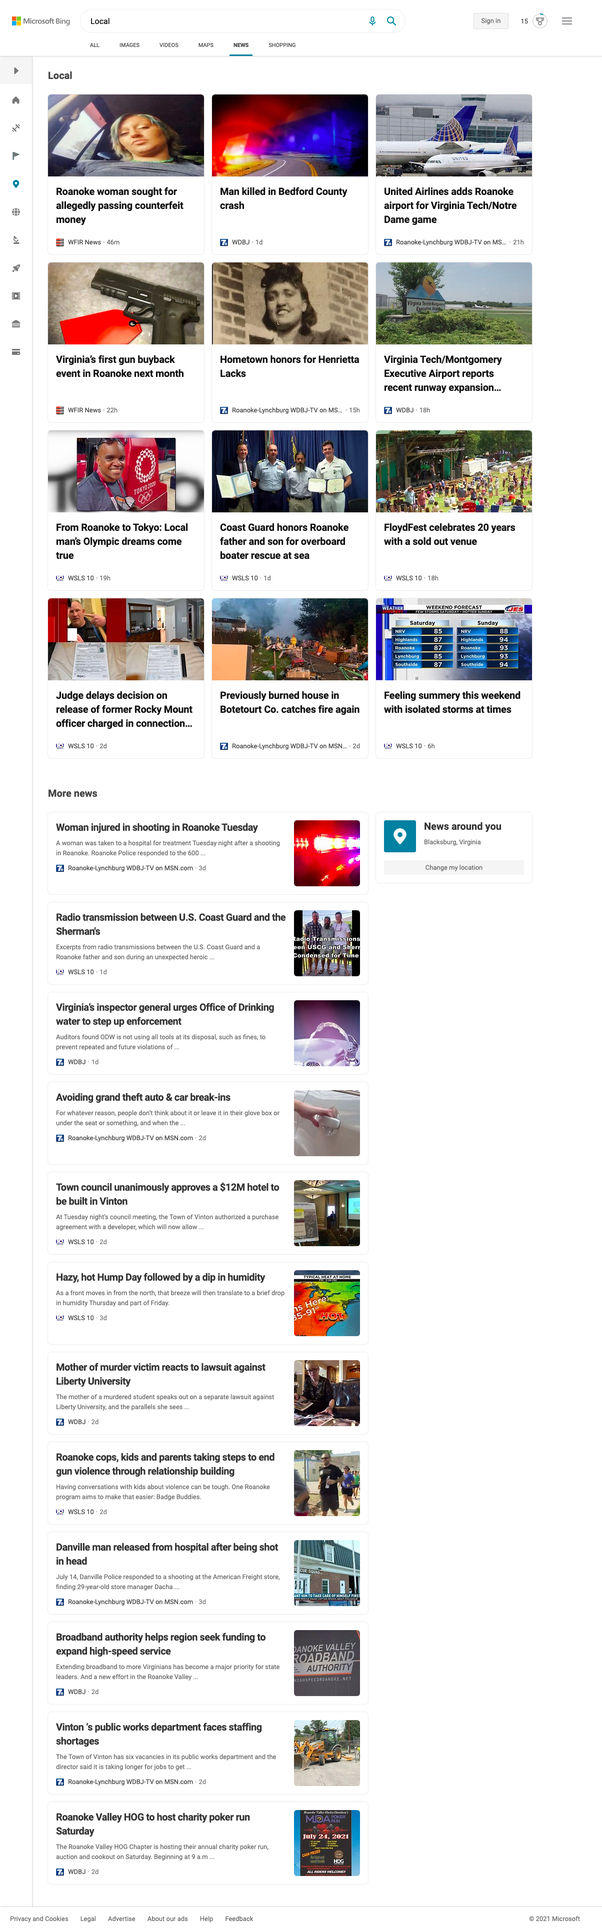 Microsoft Bing
Local
Sign in
15
ALL
IMAGES
VIDEOS
MAPS
NEWS
SHOPPING
Local
Roanoke woman sought for
allegedly passing counterfeit
money
WFIR News · 46m
Man killed in Bedford County
crash
WDBJ · 1d
UNITED
United Airlines adds Roanoke
airport for Virginia Tech/Notre
Dame game
Roanoke-Lynchburg WDBJ-TV on MS... · 21h
Virginia's first gun buyback
event in Roanoke next month
WFIR News · 22h
Hometown honors for Henrietta
Lacks
Roanoke-Lynchburg WDBJ-TV on MS... · 15h
Virginia Tech/Montgomery
Executive Airport reports
recent runway expansion...
WDBJ · 18h
From Roanoke to Tokyo: Local
man's Olympic dreams come
true
WSLS 10 · 19h
Coast Guard honors Roanoke
father and son for overboard
boater rescue at sea
WSLS 10 · 1d
FloydFest celebrates 20 years
with a sold out venue
WSLS 10 · 18h
Judge delays decision on
release of former Rocky Mount
officer charged in connection...
WSLS 10 · 2d
Previously burned house in
Botetourt Co. catches fire again
Roanoke-Lynchburg WDBJ-TV on MSN... · 2d
WEATHER WEEKEND FORECAST
Saturday Sunday
NRV 85 NRV 88
Highlands 87 Highlands 94
Roanoke 87 Roanoke 93
Lynchburg 85 Lynchburg 93
Southside 87 Southside 94
Feeling summery this weekend
with isolated storms at times
WSLS 10 · 6h
More news
Woman injured in shooting in Roanoke Tuesday
A woman was taken to a hospital for treatment Tuesday night after a shooting
in Roanoke. Roanoke Police responded to the 600 ...
Roanoke-Lynchburg WDBJ-TV on MSN.com · 3d
News around you
Blacksburg, Virginia
Change my location
Radio transmission between U.S. Coast Guard and the
Sherman's
Excerpts from radio transmissions between the U.S. Coast Guard and a
Roanoke father and son during an unexpected heroic ...
WSLS 10 · 1d
Radio Transmissions
een USCG and Sherr
Condensed for Time
Virginia's inspector general urges Office of Drinking
water to step up enforcement
Auditors found ODW is not using all tools at its disposal, such as fines, to
prevent repeated and future violations of ...
WDBJ · 1d
Avoiding grand theft auto & car break-ins
For whatever reason, people don't think about it or leave it in their glove box or
under the seat or something, and when the ...
Roanoke-Lynchburg WDBJ-TV on MSN.com · 2d
Town council unanimously approves a $12M hotel to
be built in Vinton
At Tuesday night's council meeting, the Town of Vinton authorized a purchase
agreement with a developer, which will now allow ...
WSLS 10 · 2d
Hazy, hot Hump Day followed by a dip in humidity
As a front moves in from the north, that breeze will then translate to a brief drop
in humidity Thursday and part of Friday.
WSLS 10 · 3d
TYPICAL HEAT AT HOME
HOT
Mother of murder victim reacts to lawsuit against
Liberty University
The mother of a murdered student speaks out on a separate lawsuit against
Liberty University, and the parallels she sees ...
WDBJ · 2d
Roanoke cops, kids and parents taking steps to end
gun violence through relationship building
Having conversations with kids about violence can be tough. One Roanoke
program aims to make that easier: Badge Buddies.
WSLS 10 · 2d
Danville man released from hospital after being shot
in head
July 14, Danville Police responded to a shooting at the American Freight store,
finding 29-year-old store manager Dacha ...
Roanoke-Lynchburg WDBJ-TV on MSN.com · 3d
Broadband authority helps region seek funding to
expand high-speed service
Extending broadband to more Virginians has become a major priority for state
leaders. And a new effort in the Roanoke Valley ...
WDBJ · 2d
OANOKE VALLEY
ROADBAND
AUTHORITY
Vinton 's public works department faces staffing
shortages
The Town of Vinton has six vacancies in its public works department and the
director said it is taking longer for jobs to get ...
Roanoke-Lynchburg WDBJ-TV on MSN.com · 2d
Roanoke Valley HOG to host charity poker run
Saturday
The Roanoke Valley HOG Chapter is hosting their annual charity poker run,
auction and cookout on Saturday. Beginning at 9 a.m ...
WDBJ · 2d
MDA
July 24, 2021
Privacy and Cookies
Legal
Advertise
About our ads
Help
Feedback
© 2021 Microsoft